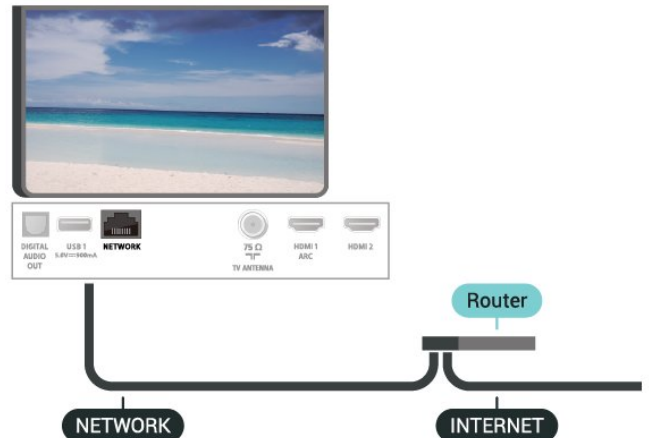 DIGITAL
AUDIO
OUT
USB 1
NETWORK
75 Ω
TV ANTENNA
HDMI 1
ARC
HDMI 2
Router
NETWORK
INTERNET